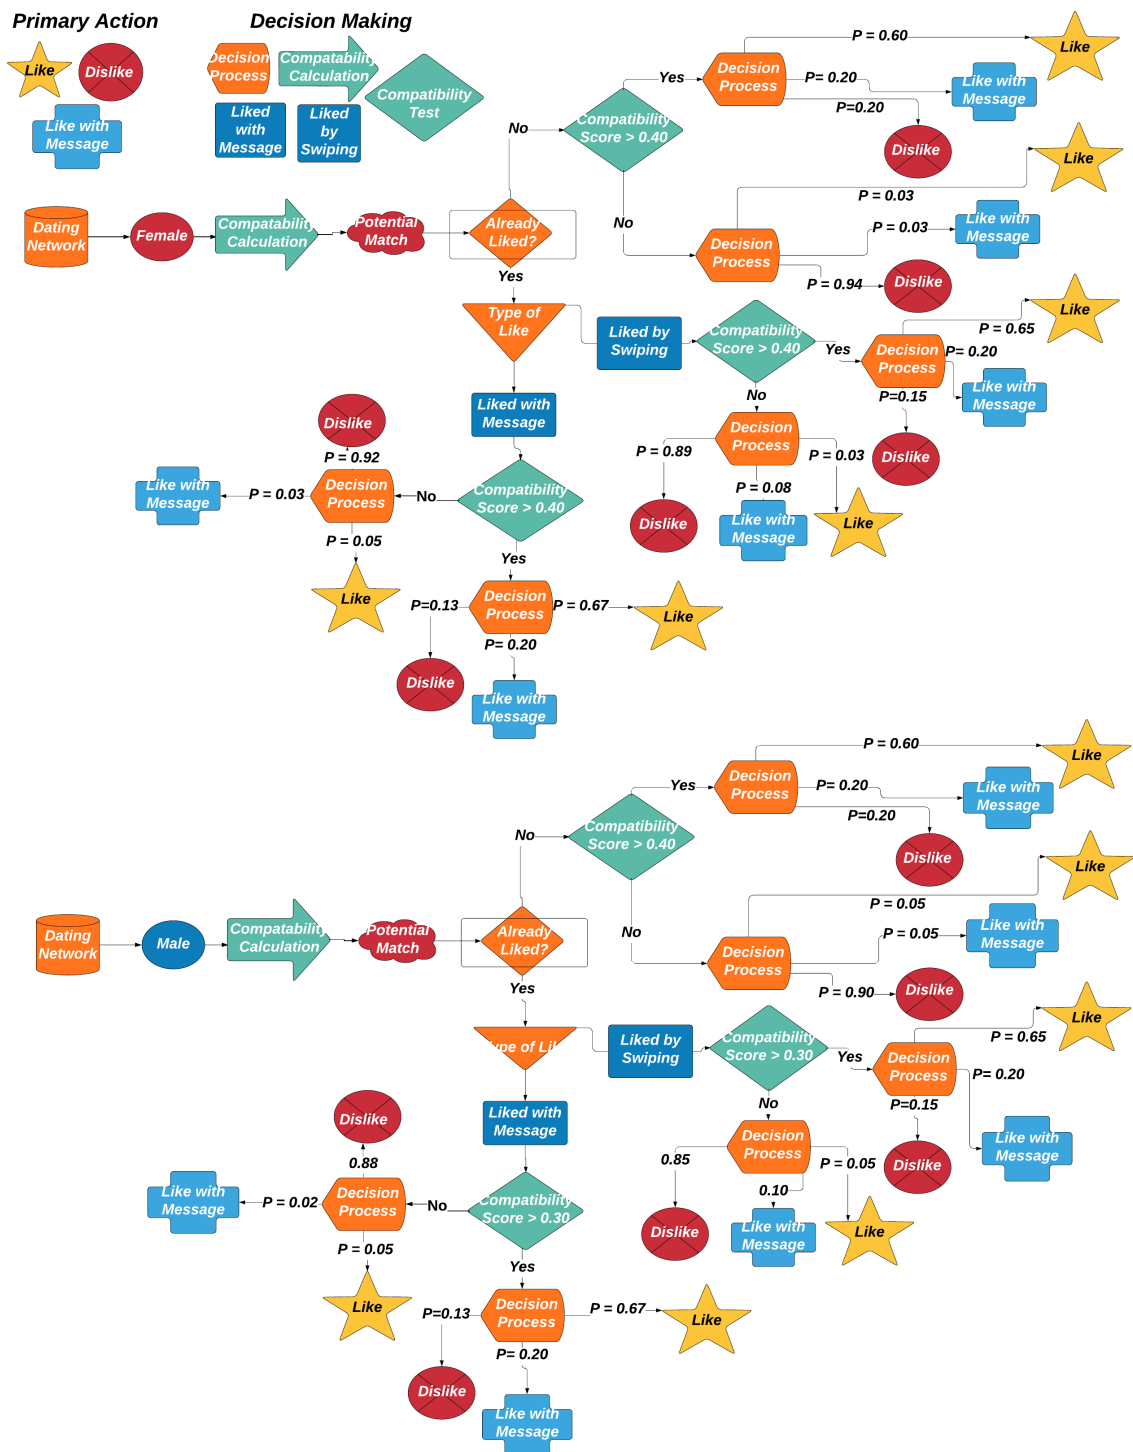 Primary Action
Decision Making
Like
Dislike
Like with
Message
Decision
Process
Compatability
Calculation
Compatibility
Test
Liked
with
Message
Liked
by
Swiping
Dating
Network
Female
Compatability
Calculation
Potential
Match
Already
Liked?
No
Compatibility
Score > 0.40
Yes
Decision
Process
P = 0.60
Like
P= 0.20
Like with
Message
P=0.20
Dislike
No
Decision
Process
P = 0.03
Like
P = 0.03
Like with
Message
P = 0.94
Dislike
Yes
Type of
Like
Liked by
Swiping
Compatibility
Score > 0.40
Yes
Decision
Process
P = 0.65
Like
P= 0.20
Like with
Message
P=0.15
Dislike
No
Decision
Process
P = 0.89
Dislike
P = 0.08
Like with
Message
P = 0.03
Like
Liked with
Message
Compatibility
Score > 0.40
No
Decision
Process
P = 0.92
Dislike
P = 0.03
Like with
Message
P = 0.05
Like
Yes
Decision
Process
P=0.13
Dislike
P= 0.20
Like with
Message
P = 0.67
Like
Dating
Network
Male
Compatability
Calculation
Potential
Match
Already
Liked?
No
Compatibility
Score > 0.40
Yes
Decision
Process
P = 0.60
Like
P= 0.20
Like with
Message
P=0.20
Dislike
No
Decision
Process
P = 0.05
Like
P = 0.05
Like with
Message
P = 0.90
Dislike
Yes
ype of Lik
Liked by
Swiping
Compatibility
Score > 0.30
Yes
Decision
Process
P = 0.65
Like
P= 0.20
Like with
Message
P=0.15
Dislike
No
Decision
Process
0.85
Dislike
0.10
Like with
Message
P = 0.05
Like
Liked with
Message
Compatibility
Score > 0.30
No
Decision
Process
0.88
Dislike
P = 0.02
Like with
Message
P = 0.05
Like
Yes
Decision
Process
P=0.13
Dislike
P= 0.20
Like with
Message
P = 0.67
Like